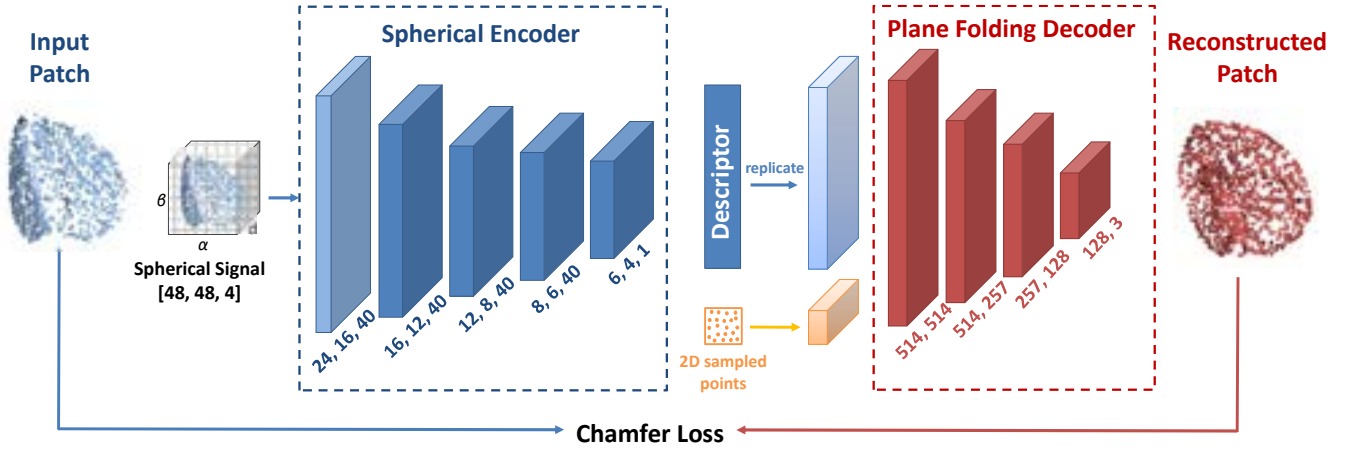 Input
Patch
β
α
Spherical Signal
[48, 48, 4]
Spherical Encoder
24, 16, 40
16, 12, 40
12, 8, 40
8, 6, 40
6, 4, 1
Descriptor
replicate
2D sampled
points
Plane Folding Decoder
514, 514
514, 257
257, 128
128, 3
Reconstructed
Patch
Chamfer Loss